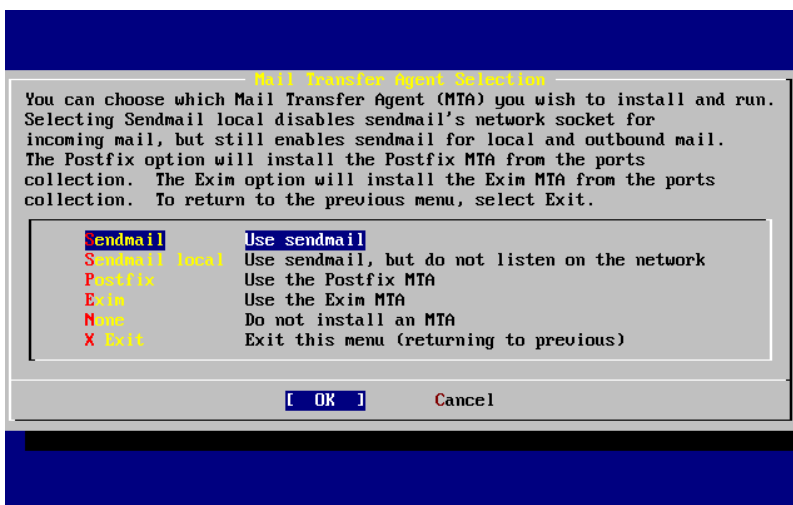 Mail Transfer Agent Selection
You can choose which Mail Transfer Agent (MTA) you wish to install and run.
Selecting Sendmail local disables sendmail's network socket for
incoming mail, but still enables sendmail for local and outbound mail.
The Postfix option will install the Postfix MTA from the ports
collection.  The Exim option will install the Exim MTA from the ports
collection.  To return to the previous menu, select Exit.
Sendmail Use sendmail
Sendmail local Use sendmail, but do not listen on the network
Postfix Use the Postfix MTA
Exim Use the Exim MTA
None Do not install an MTA
X Exit Exit this menu (returning to previous)
[ OK ] Cancel